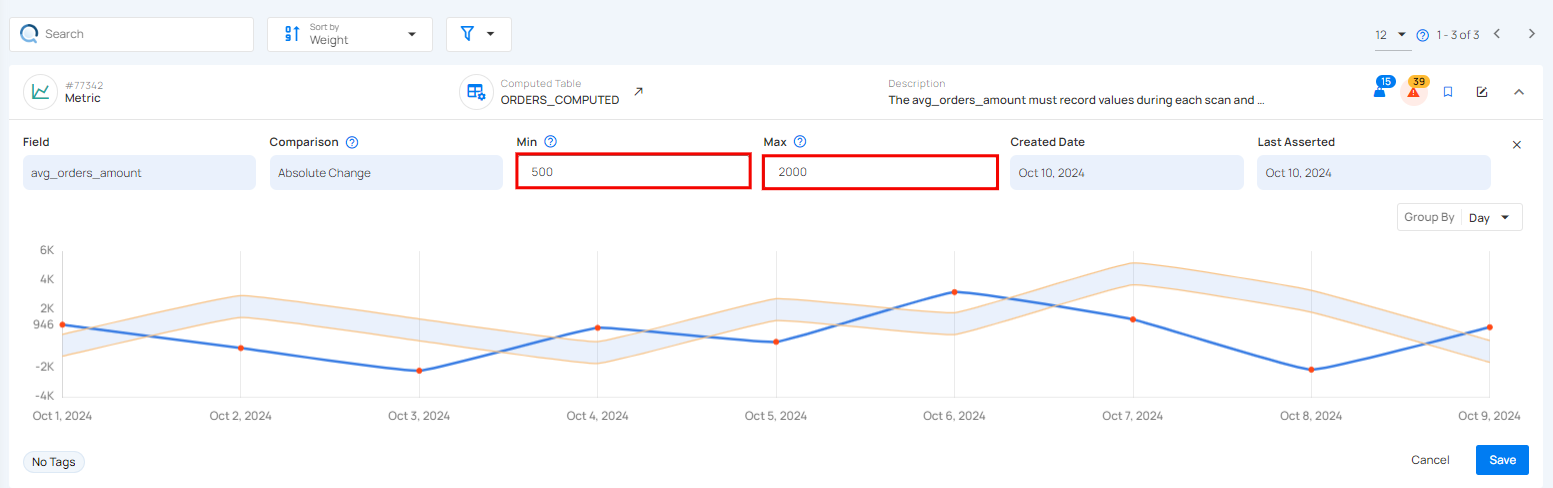 Search
Sort by
Weight
12
1 - 3 of 3
#77342
Metric
Computed Table
ORDERS_COMPUTED
Description
The avg_orders_amount must record values during each scan and ...
15
39
Field
Comparison
Min
Max
Created Date
Last Asserted
avg_orders_amount
Absolute Change
500
2000
Oct 10, 2024
Oct 10, 2024
Group By Day
6K
4K
2K
946
-2K
-4K
Oct 1, 2024
Oct 2, 2024
Oct 3, 2024
Oct 4, 2024
Oct 5, 2024
Oct 6, 2024
Oct 7, 2024
Oct 8, 2024
Oct 9, 2024
No Tags
Cancel
Save